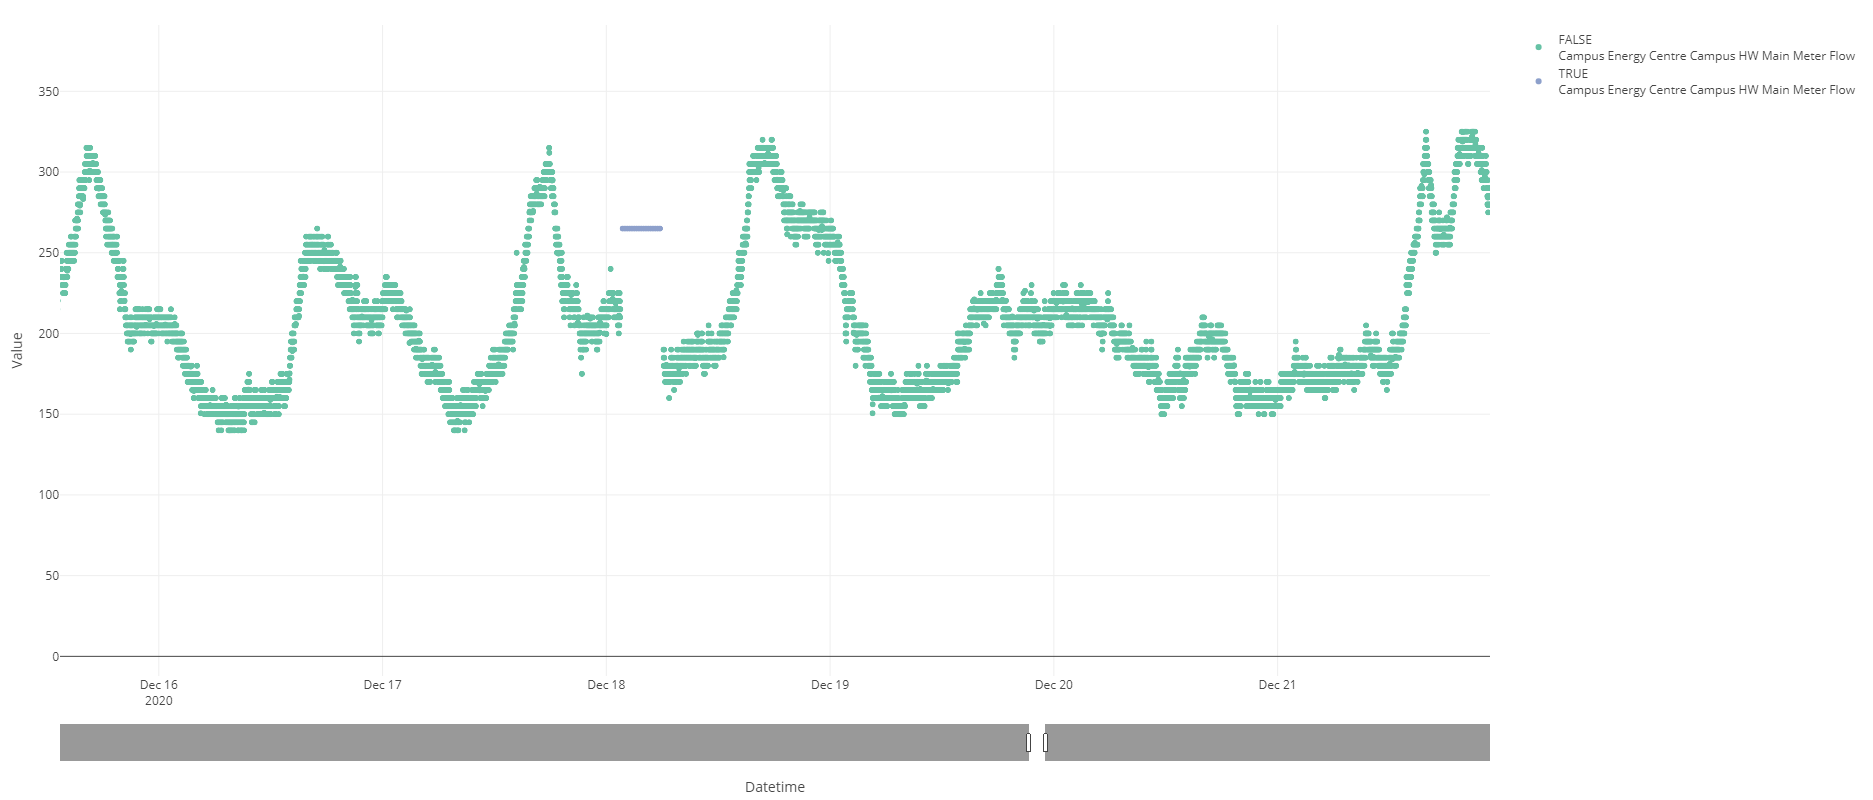 FALSE
Campus Energy Centre Campus HW Main Meter Flow
TRUE
Campus Energy Centre Campus HW Main Meter Flow
350
300
250
200
150
100
50
0
Value
Dec 16
2020
Dec 17
Dec 18
Dec 19
Dec 20
Dec 21
Datetime